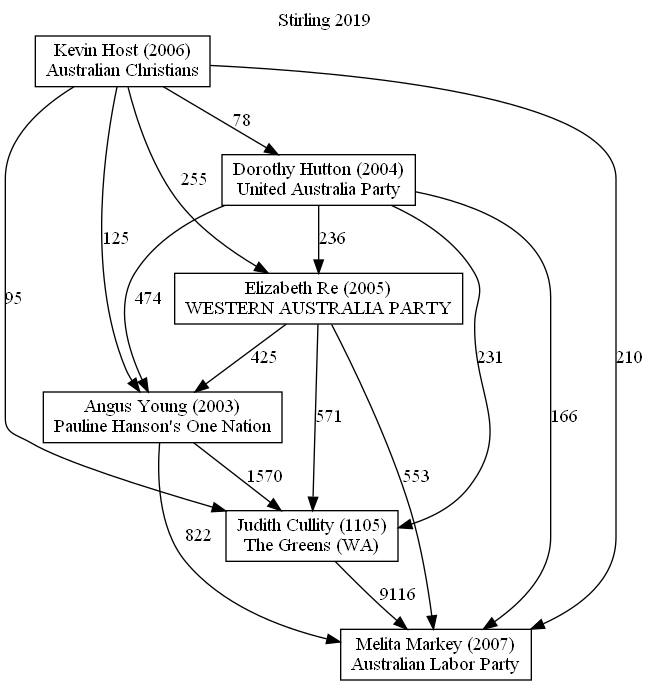 Stirling 2019
Kevin Host (2006)
Australian Christians
78
Dorothy Hutton (2004)
United Australia Party
255
125
236
Elizabeth Re (2005)
WESTERN AUSTRALIA PARTY
95
474
425
571
231
210
Angus Young (2003)
Pauline Hanson's One Nation
166
1570
553
822
Judith Cullity (1105)
The Greens (WA)
9116
Melita Markey (2007)
Australian Labor Party